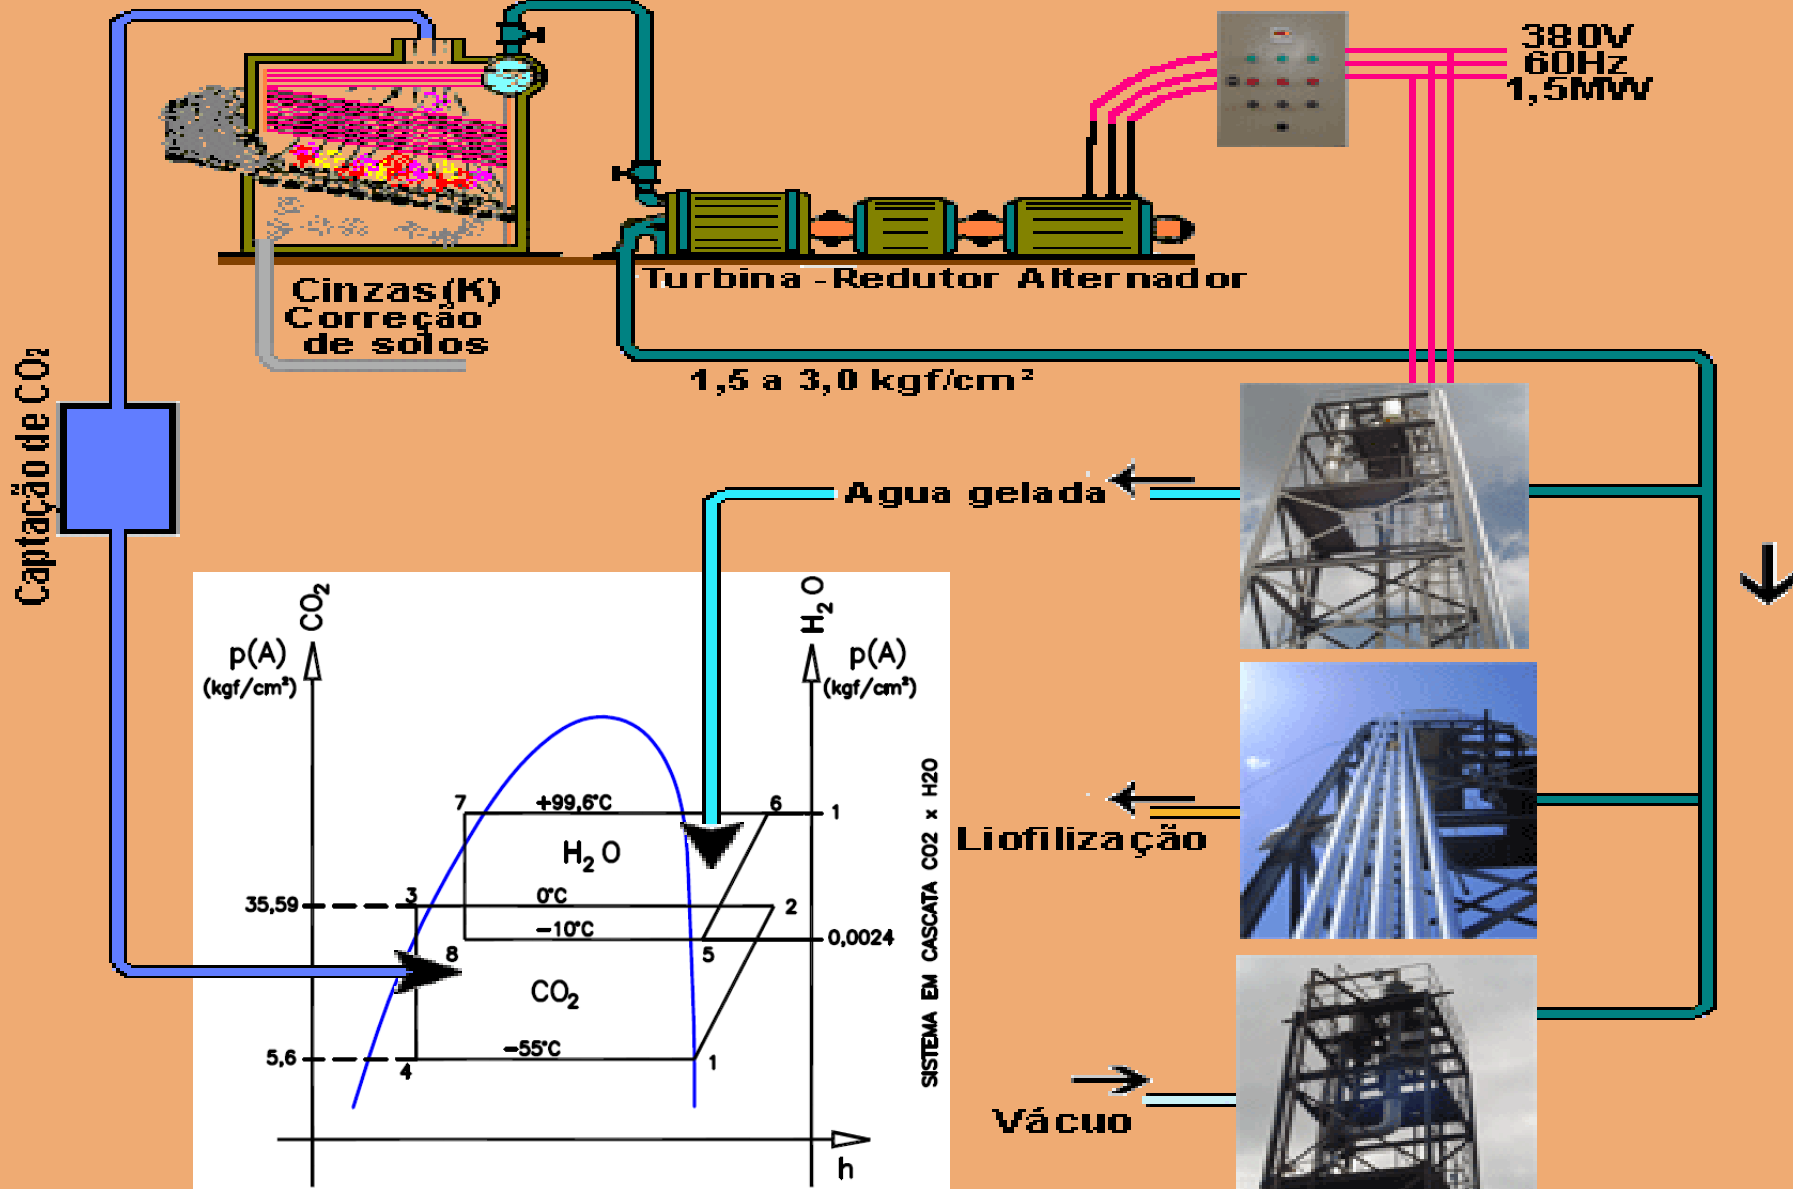 380V
60Hz
1,5MW
Turbina -Redutor Alternador
Cinzas(K)
Correção
de solos
1,5 a 3,0 kgf/cm²
Captação de CO₂
Agua gelada
CO₂
H₂O
p(A)
(kgf/cm²)
p(A)
(kgf/cm²)
7
+99,6°C
6
1
H₂O
35,59
3
0°C
2
-10°C
0,0024
8
5
CO₂
5,6
-55°C
4
1
h
SISTEMA EM CASCATA CO2 x H2O
Liofilização
Vácuo